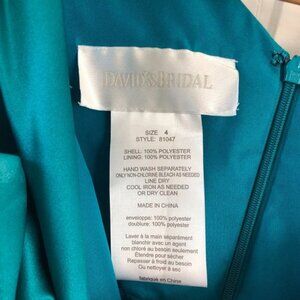 DAVID'S BRIDAL
SIZE 4
STYLE: 81047
SHELL: 100% POLYESTER
LINING: 100% POLYESTER
HAND WASH SEPARATELY
ONLY NON-CHLORINE BLEACH AS NEEDED
LINE DRY
COOL IRON AS NEEDED
OR DRY CLEAN
MADE IN CHINA
enveloppe: 100% polyester
doublure: 100% polyester
Laver à la main séparément
blanchir avec un agent
non chloré au besoin seulement
Étendre pour sécher
Repasser à froid au besoin
Ou nettoyer à sec
fabriqué en Chine